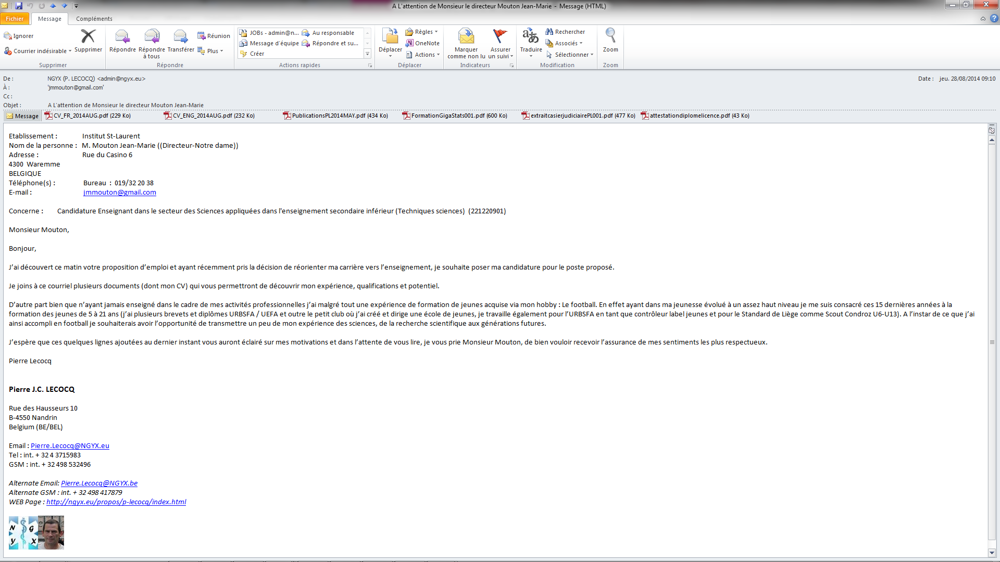 A L'attention de Monsieur le directeur Mouton Jean-Marie - Message (HTML)
Fichier Message Compléments
Ignorer
Courrier indésirable
Supprimer
Répondre
Répondre à tous
Transférer
Réunion
Plus
JOBs - admin@n...
Au responsable
Message d'équipe
Répondre et su...
Créer
Déplacer
Règles
OneNote
Actions
Marquer comme non lu
Assurer un suivi
Traduire
Rechercher
Associés
Sélectionner
Zoom
Supprimer Répondre Actions rapides Déplacer Indicateurs Modification Zoom
De : NGYX (P. LECOCQ) <admin@ngyx.eu>
Date : jeu. 28/08/2014 09:10
À : 'jmmouton@gmail.com'
Cc :
Objet : A L'attention de Monsieur le directeur Mouton Jean-Marie
Message CV_FR_2014AUG.pdf (229 Ko) CV_ENG_2014AUG.pdf (232 Ko) PublicationsPL2014MAY.pdf (434 Ko) FormationGigaStats001.pdf (600 Ko) extraitcasierjudiciairePL001.pdf (477 Ko) attestationdiplomelicence.pdf (43 Ko)
Etablissement : Institut St-Laurent
Nom de la personne : M. Mouton Jean-Marie ((Directeur-Notre dame))
Adresse : Rue du Casino 6
4300 Waremme
BELGIQUE
Téléphone(s) : Bureau : 019/32 20 38
E-mail : jmmouton@gmail.com
Concerne : Candidature Enseignant dans le secteur des Sciences appliquées dans l'enseignement secondaire inférieur (Techniques sciences) (221220901)
Monsieur Mouton,
Bonjour,
J'ai découvert ce matin votre proposition d'emploi et ayant récemment pris la décision de réorienter ma carrière vers l'enseignement, je souhaite poser ma candidature pour le poste proposé.
Je joins à ce courriel plusieurs documents (dont mon CV) qui vous permettront de découvrir mon expérience, qualifications et potentiel.
D'autre part bien que n'ayant jamais enseigné dans le cadre de mes activités professionnelles j'ai malgré tout une expérience de formation de jeunes acquise via mon hobby : Le football. En effet ayant dans ma jeunesse évolué à un assez haut niveau je me suis consacré ces 15 dernières années à la
formation des jeunes de 5 à 21 ans (j'ai plusieurs brevets et diplômes URBSFA / UEFA et outre le petit club où j'ai créé et dirige une école de jeunes, je travaille également pour l'URBSFA en tant que contrôleur label jeunes et pour le Standard de Liège comme Scout Condroz U6-U13). A l'instar de ce que j'ai
ainsi accompli en football je souhaiterais avoir l'opportunité de transmettre un peu de mon expérience des sciences, de la recherche scientifique aux générations futures.
J'espère que ces quelques lignes ajoutées au dernier instant vous auront éclairé sur mes motivations et dans l'attente de vous lire, je vous prie Monsieur Mouton, de bien vouloir recevoir l'assurance de mes sentiments les plus respectueux.
Pierre Lecocq
Pierre J.C. LECOCQ
Rue des Hausseurs 10
B-4550 Nandrin
Belgium (BE/BEL)
Email : Pierre.Lecocq@NGYX.eu
Tel : int. + 32 4 3715983
GSM : int. + 32 498 532496
Alternate Email: Pierre.Lecocq@NGYX.be
Alternate GSM : int. + 32 498 417879
WEB Page : http://ngyx.eu/propos/p-lecocq/index.html
N G
y X